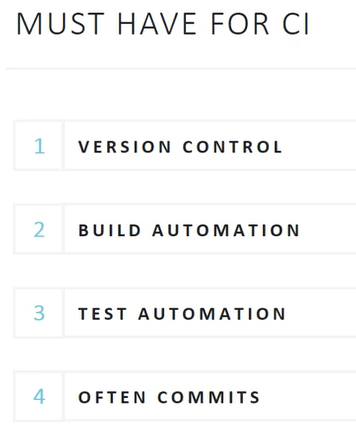 MUST HAVE FOR CI
1 VERSION CONTROL
2 BUILD AUTOMATION
3 TEST AUTOMATION
4 OFTEN COMMITS